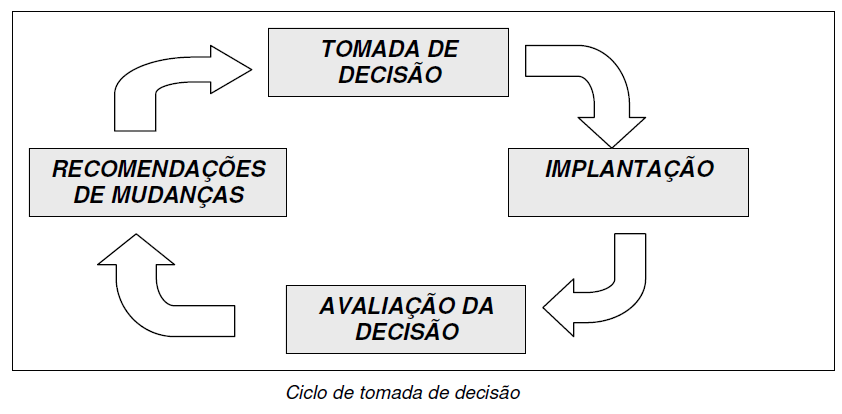 TOMADA DE
DECISÃO
RECOMENDAÇÕES
DE MUDANÇAS
IMPLANTAÇÃO
AVALIAÇÃO DA
DECISÃO
Ciclo de tomada de decisão